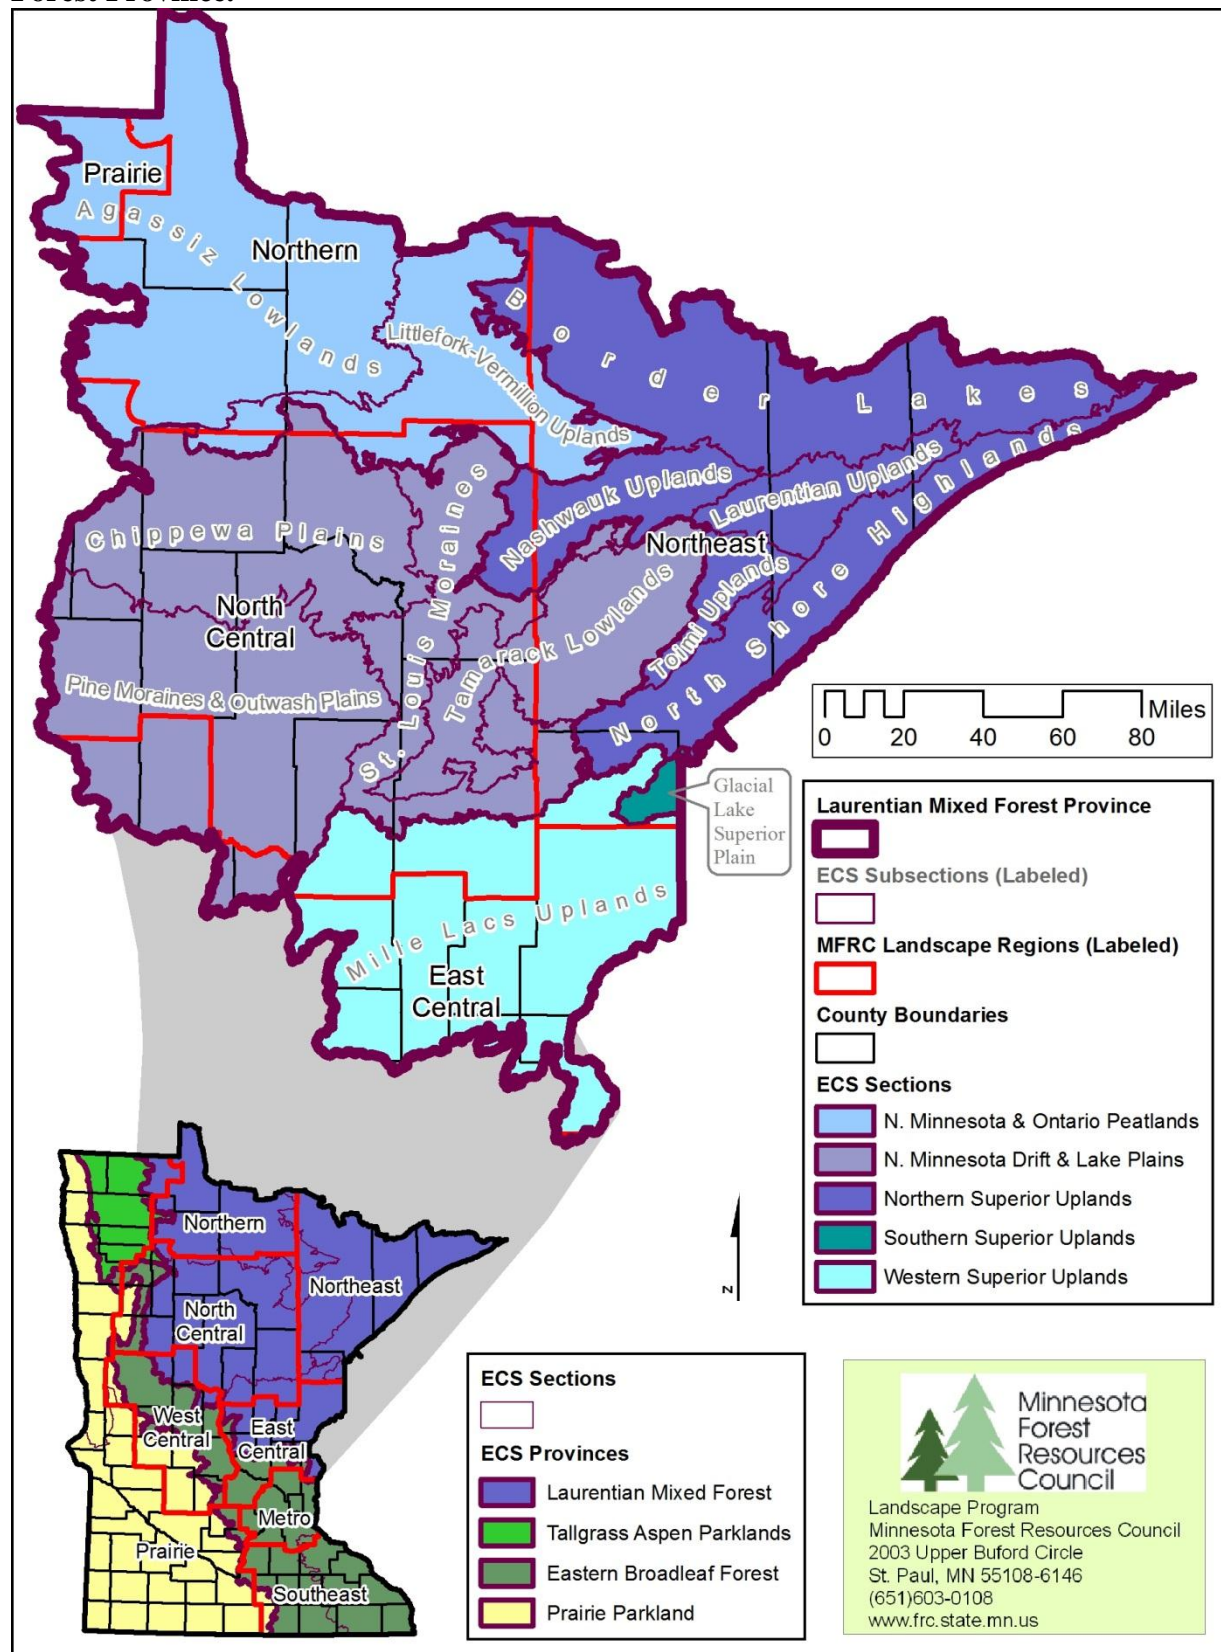 Forest Province.
Prairie
Agassiz Lowlands
Northern
Littlefork-Vermillion Uplands
Border Lakes
Nashwauk Uplands
Laurentian Uplands
North Shore Highlands
Chippewa Plains
St. Louis Moraines
Northeast
Tamarack Lowlands
Toimi Uplands
North
Central
Pine Moraines & Outwash Plains
Miles
0 20 40 60 80
Glacial
Lake
Superior
Plain
Mille Lacs Uplands
East
Central
Laurentian Mixed Forest Province
ECS Subsections (Labeled)
MFRC Landscape Regions (Labeled)
County Boundaries
ECS Sections
N. Minnesota & Ontario Peatlands
N. Minnesota Drift & Lake Plains
Northern Superior Uplands
Southern Superior Uplands
Western Superior Uplands
N
Northern
Northeast
North
Central
West
Central
East
Central
Metro
Prairie
Southeast
ECS Sections
ECS Provinces
Laurentian Mixed Forest
Tallgrass Aspen Parklands
Eastern Broadleaf Forest
Prairie Parkland
Minnesota
Forest
Resources
Council
Landscape Program
Minnesota Forest Resources Council
2003 Upper Buford Circle
St. Paul, MN 55108-6146
(651)603-0108
www.frc.state.mn.us